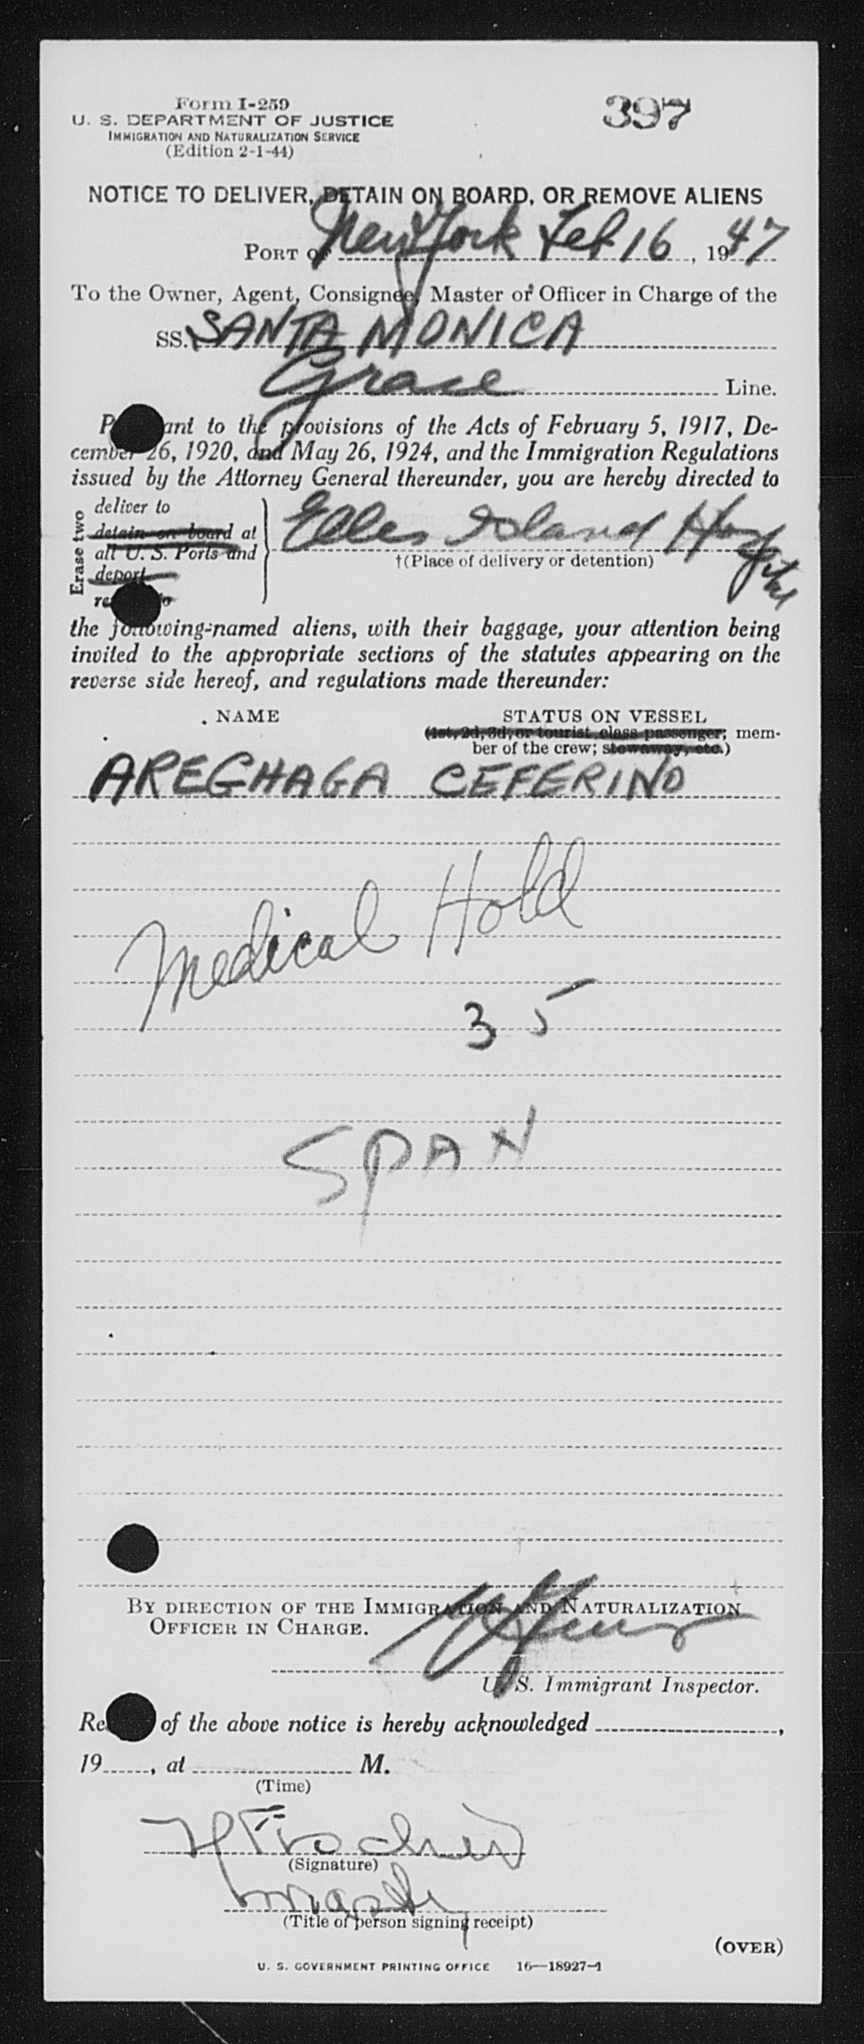 Form I-259
U. S. DEPARTMENT OF JUSTICE
IMMIGRATION AND NATURALIZATION SERVICE
(Edition 2-1-44)
397
NOTICE TO DELIVER, DETAIN ON BOARD, OR REMOVE ALIENS
PORT of New York Feb 16, 1947
To the Owner, Agent, Consignee, Master or Officer in Charge of the
SS. SANTA MONICA
Grace Line.
to the provisions of the Acts of February 5, 1917, De-
cember 26, 1920, and May 26, 1924, and the Immigration Regulations
issued by the Attorney General thereunder, you are hereby directed to
Erase two
deliver to
detain on board at
all U. S. Ports and
deport
Elles Island Hospital
†(Place of delivery or detention)
the following-named aliens, with their baggage, your attention being
invited to the appropriate sections of the statutes appearing on the
reverse side hereof, and regulations made thereunder:
NAME STATUS ON VESSEL
(1st, 2d, 3d, or tourist class passenger; mem-
ber of the crew; stowaway, etc.)
AREGHAGA CEFERINO
Medical Hold
35
SPAN
BY DIRECTION OF THE IMMIGRATION AND NATURALIZATION
OFFICER IN CHARGE.
U. S. Immigrant Inspector.
of the above notice is hereby acknowledged ,
19, at M.
(Time)
(Signature)
(Title of person signing receipt)
(OVER)
U. S. GOVERNMENT PRINTING OFFICE 16—18927-1